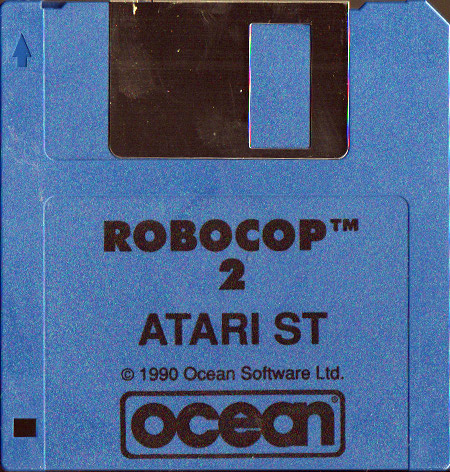 ROBOCOP™
2
ATARI ST
© 1990 Ocean Software Ltd.
ocean®